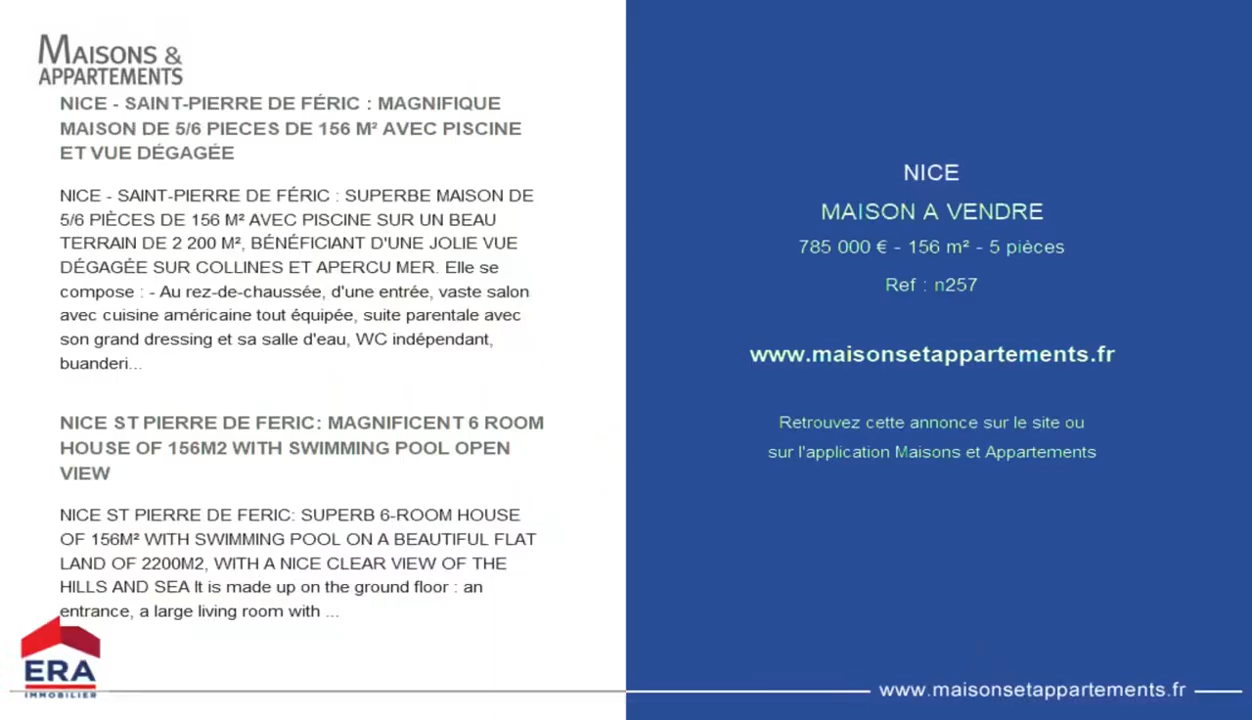 MAISONS &
APPARTEMENTS
NICE - SAINT-PIERRE DE FÉRIC : MAGNIFIQUE
MAISON DE 5/6 PIECES DE 156 M² AVEC PISCINE
ET VUE DÉGAGÉE
NICE - SAINT-PIERRE DE FÉRIC : SUPERBE MAISON DE
5/6 PIÈCES DE 156 M² AVEC PISCINE SUR UN BEAU
TERRAIN DE 2 200 M², BÉNÉFICIANT D'UNE JOLIE VUE
DÉGAGÉE SUR COLLINES ET APERCU MER. Elle se
compose : - Au rez-de-chaussée, d'une entrée, vaste salon
avec cuisine américaine tout équipée, suite parentale avec
son grand dressing et sa salle d'eau, WC indépendant,
buanderi...
NICE ST PIERRE DE FERIC: MAGNIFICENT 6 ROOM
HOUSE OF 156M2 WITH SWIMMING POOL OPEN
VIEW
NICE ST PIERRE DE FERIC: SUPERB 6-ROOM HOUSE
OF 156M² WITH SWIMMING POOL ON A BEAUTIFUL FLAT
LAND OF 2200M2, WITH A NICE CLEAR VIEW OF THE
HILLS AND SEA It is made up on the ground floor : an
entrance, a large living room with ...
ERA
IMMOBILIER
NICE
MAISON A VENDRE
785 000 € - 156 m² - 5 pièces
Ref : n257
www.maisonsetappartements.fr
Retrouvez cette annonce sur le site ou
sur l'application Maisons et Appartements
www.maisonsetappartements.fr